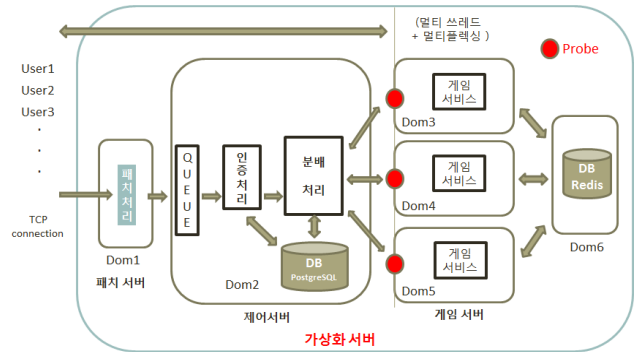 (멀티 쓰레드
+ 멀티플렉싱 )
Probe
User1
User2
User3
.
.
.
TCP
connection
패치처리
Dom1
패치 서버
QUEUE
인증처리
분배
처리
DB
PostgreSQL
Dom2
제어서버
게임
서비스
Dom3
게임
서비스
Dom4
게임
서비스
Dom5
게임 서버
DB
Redis
Dom6
가상화 서버